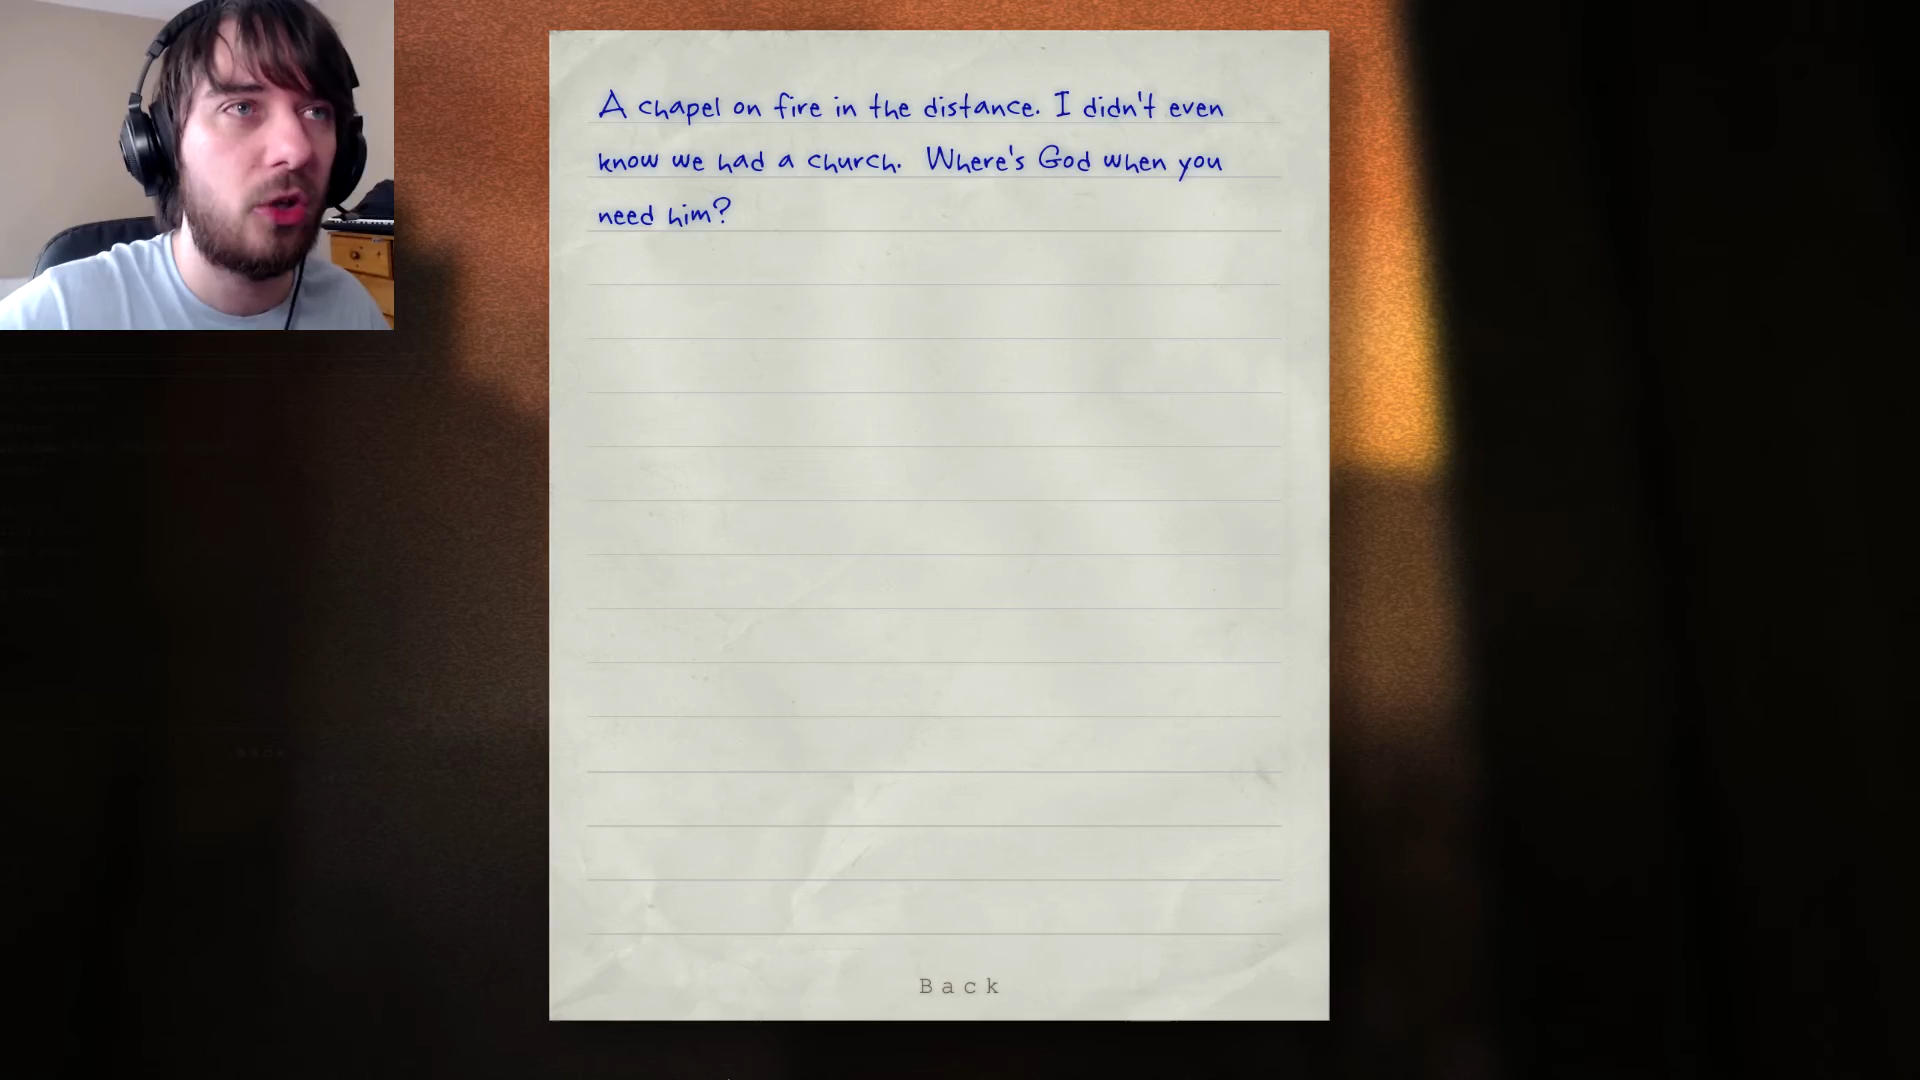 A chapel on fire in the distance. I didn't even
know we had a church. Where's God when you
need him?
Back